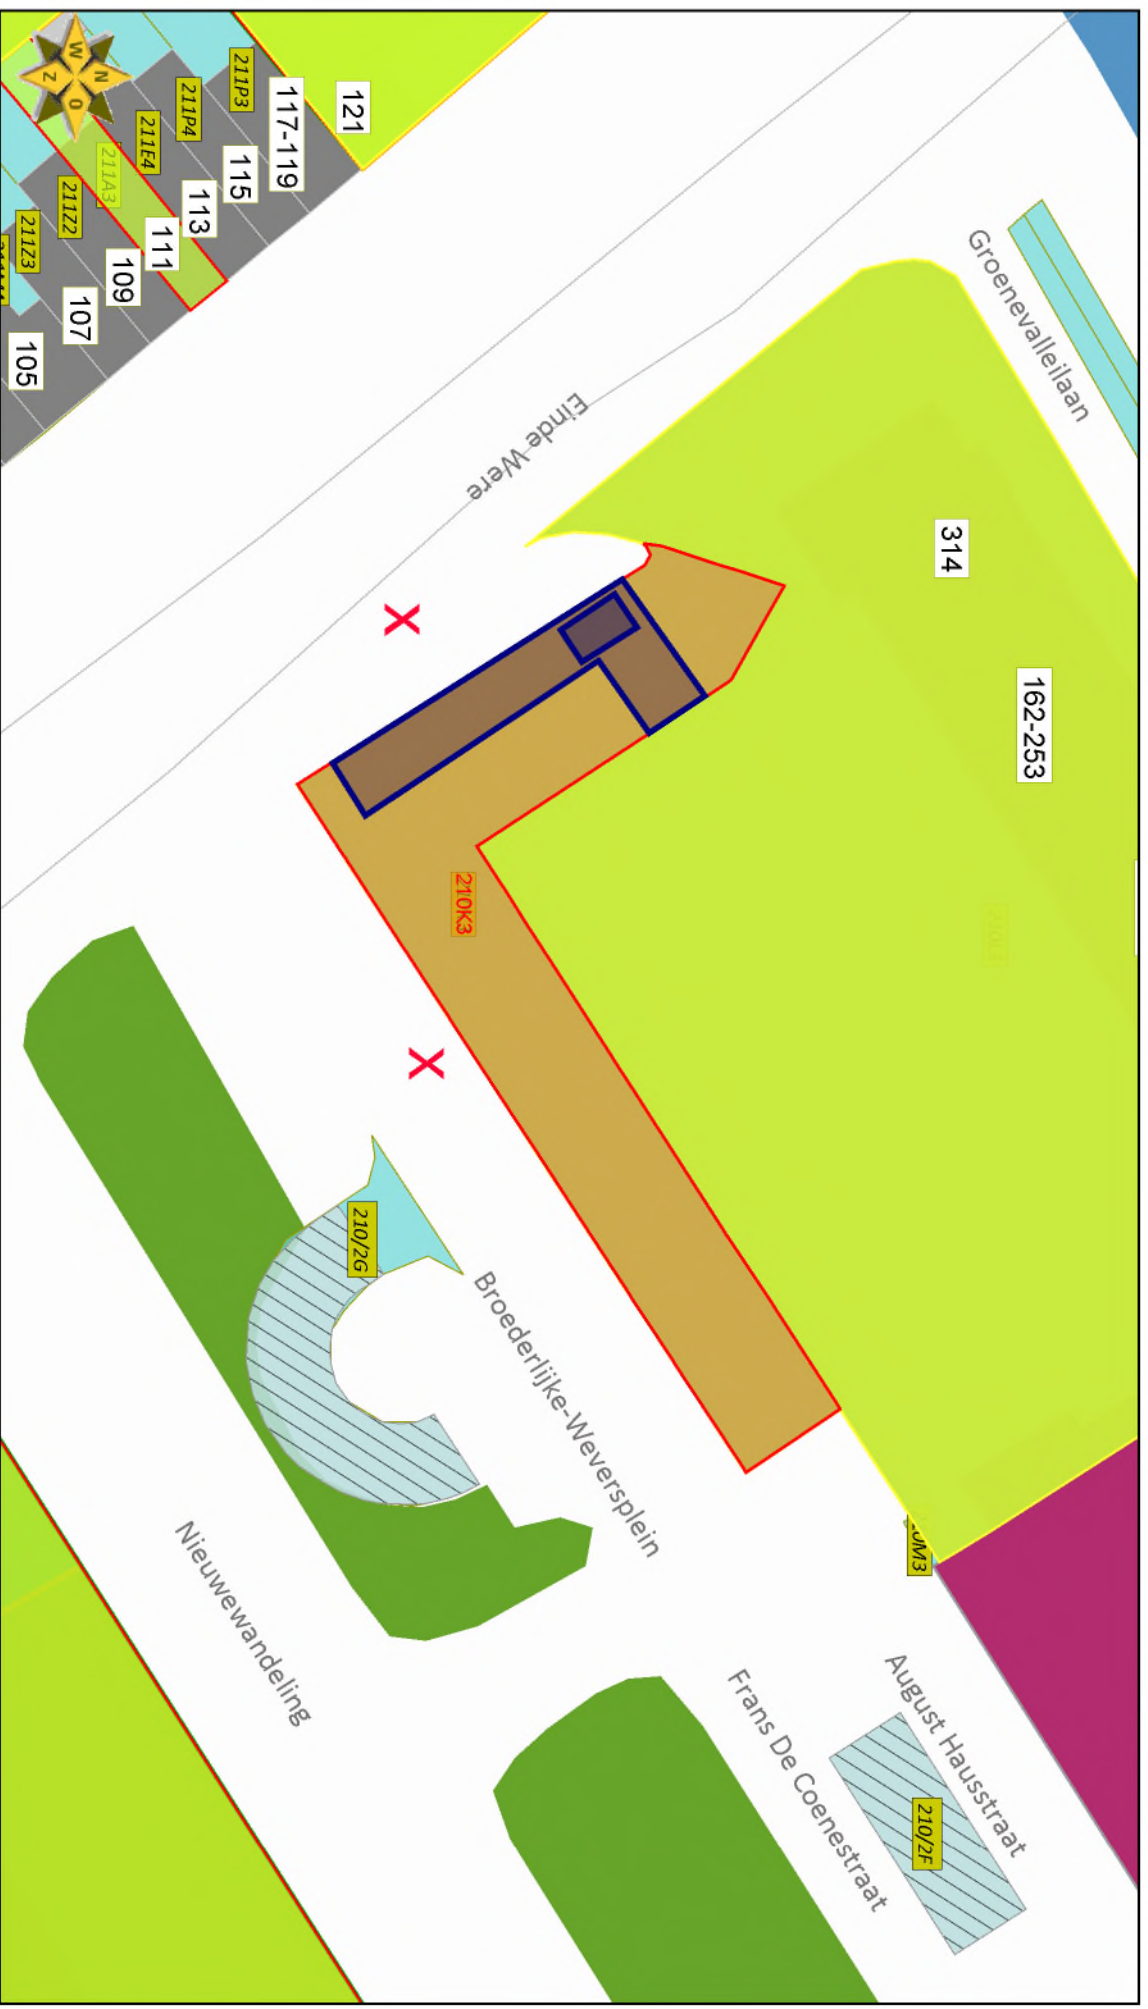 W
N
Z
O
211P3
211P4
211E4
211A3
211Z2
211Z3
121
117-119
115
113
111
109
107
105
Groenevalleilaan
Einde Were
314
162-253
X
210K3
X
210/2G
Broederlijke-Weversplein
Nieuwewandeling
Frans De Coenestraat
August Hausstraat
210/2F